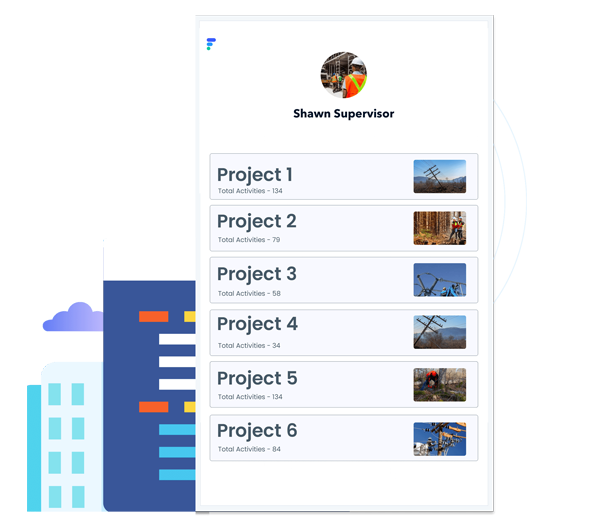 Shawn Supervisor
Project 1
Total Activities - 134
Project 2
Total Activities - 79
Project 3
Total Activities - 58
Project 4
Total Activities - 34
Project 5
Total Activities - 134
Project 6
Total Activities - 84